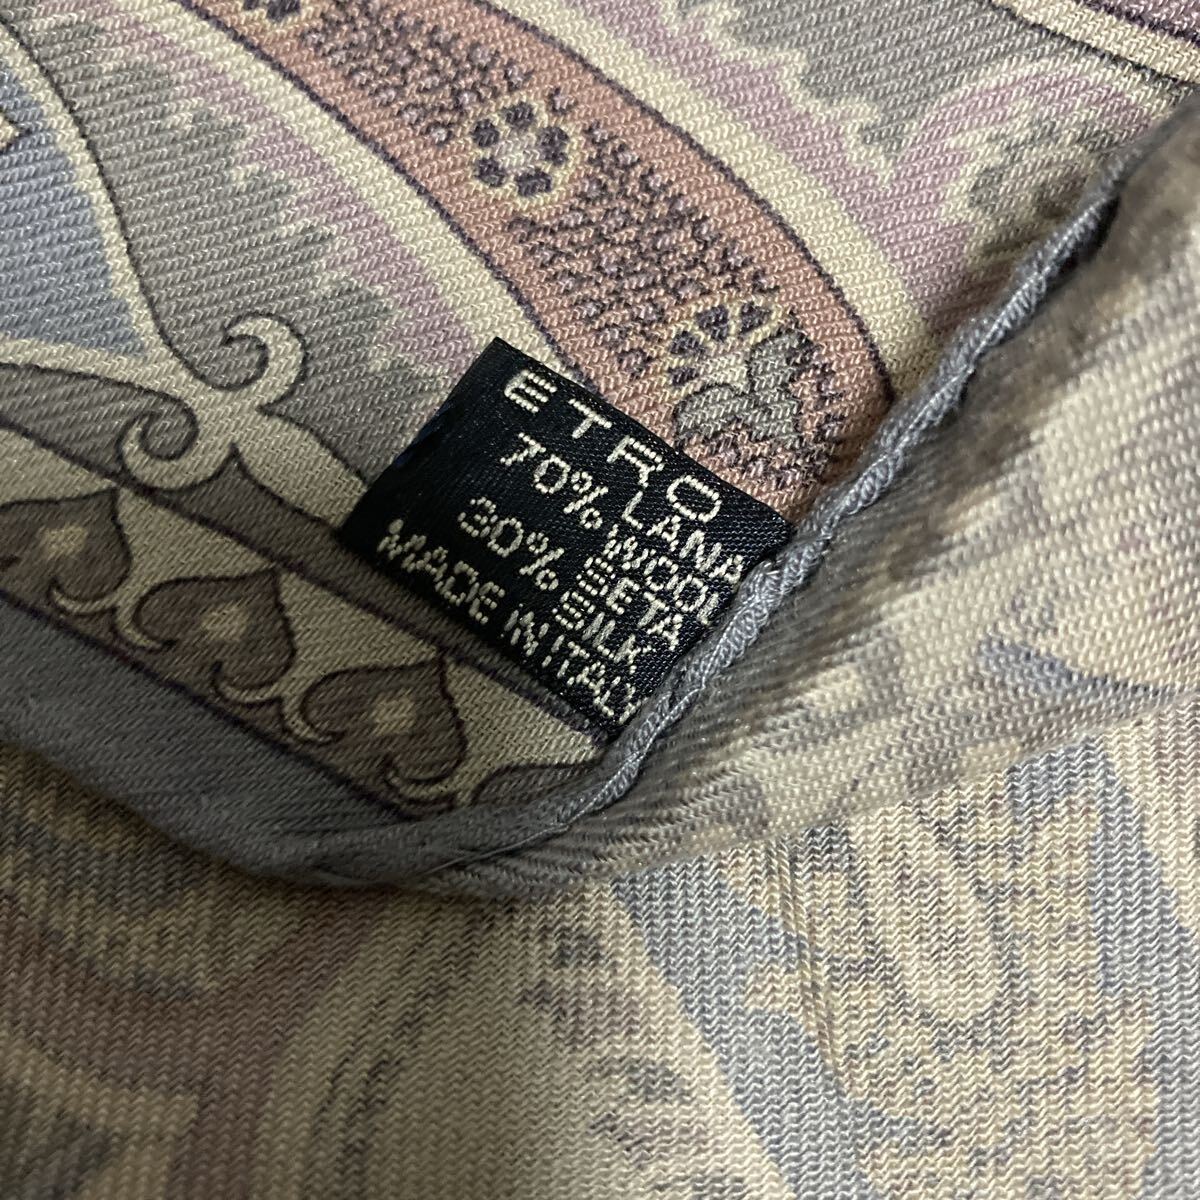 ETRO
LANA
70% WOOL
SETA
30% SILK
MADE IN ITALY